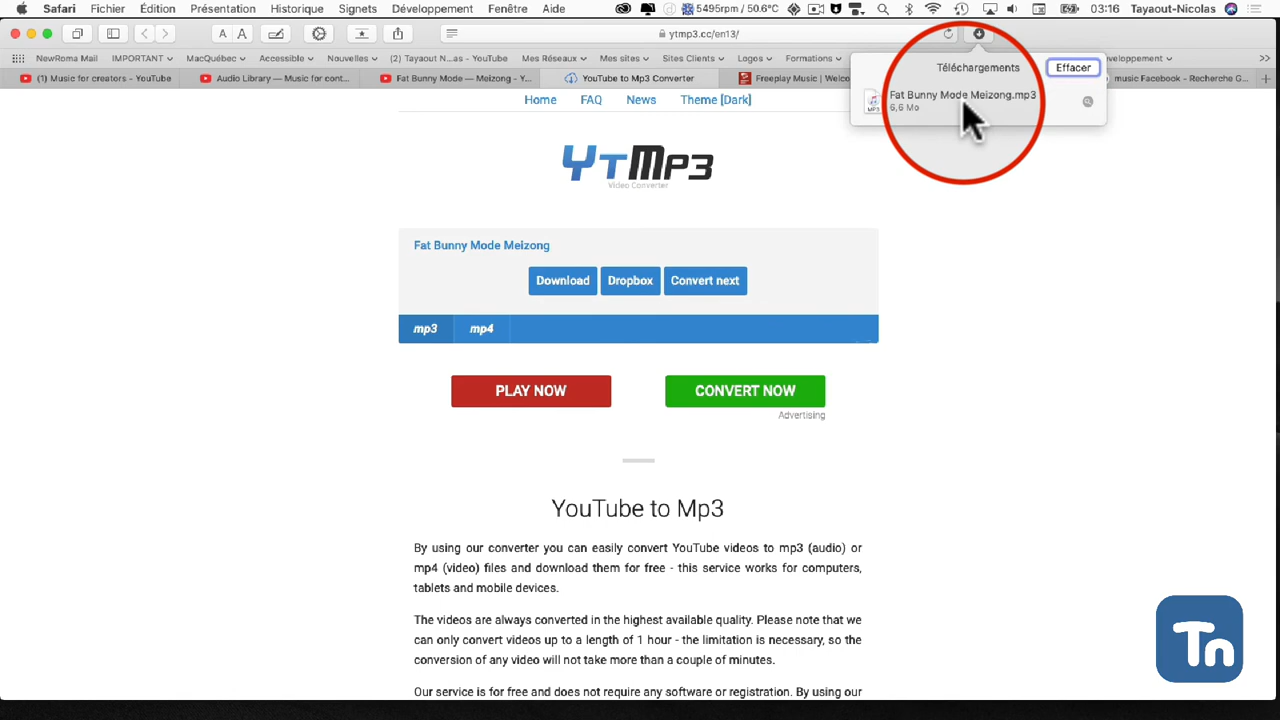 Safari Fichier Édition Présentation Historique Signets Développement Fenêtre Aide 5495rpm / 50.6°C 03:16 Tayaout-Nicolas
A A ytmp3.cc/en13/
NewRoma Mail IMPORTANT MacQuébec Accessible Nouvelles (2) Tayaout N...as - YouTube Mes Réseaux Mes sites Sites Clients Logos Formations veloppement
(1) Music for creators - YouTube Audio Library — Music for cont... Fat Bunny Mode — Meizong - Y... YouTube to Mp3 Converter Freeplay Music | Welco music Facebook - Recherche G...
Téléchargements Effacer
Fat Bunny Mode Meizong.mp3
6,6 Mo
Home FAQ News Theme [Dark]
YTMP3
Video Converter
Fat Bunny Mode Meizong
Download Dropbox Convert next
mp3 mp4
PLAY NOW CONVERT NOW
Advertising
YouTube to Mp3
By using our converter you can easily convert YouTube videos to mp3 (audio) or
mp4 (video) files and download them for free - this service works for computers,
tablets and mobile devices.
The videos are always converted in the highest available quality. Please note that we
can only convert videos up to a length of 1 hour - the limitation is necessary, so the
conversion of any video will not take more than a couple of minutes.
Our service is for free and does not require any software or registration. By using our
Tn